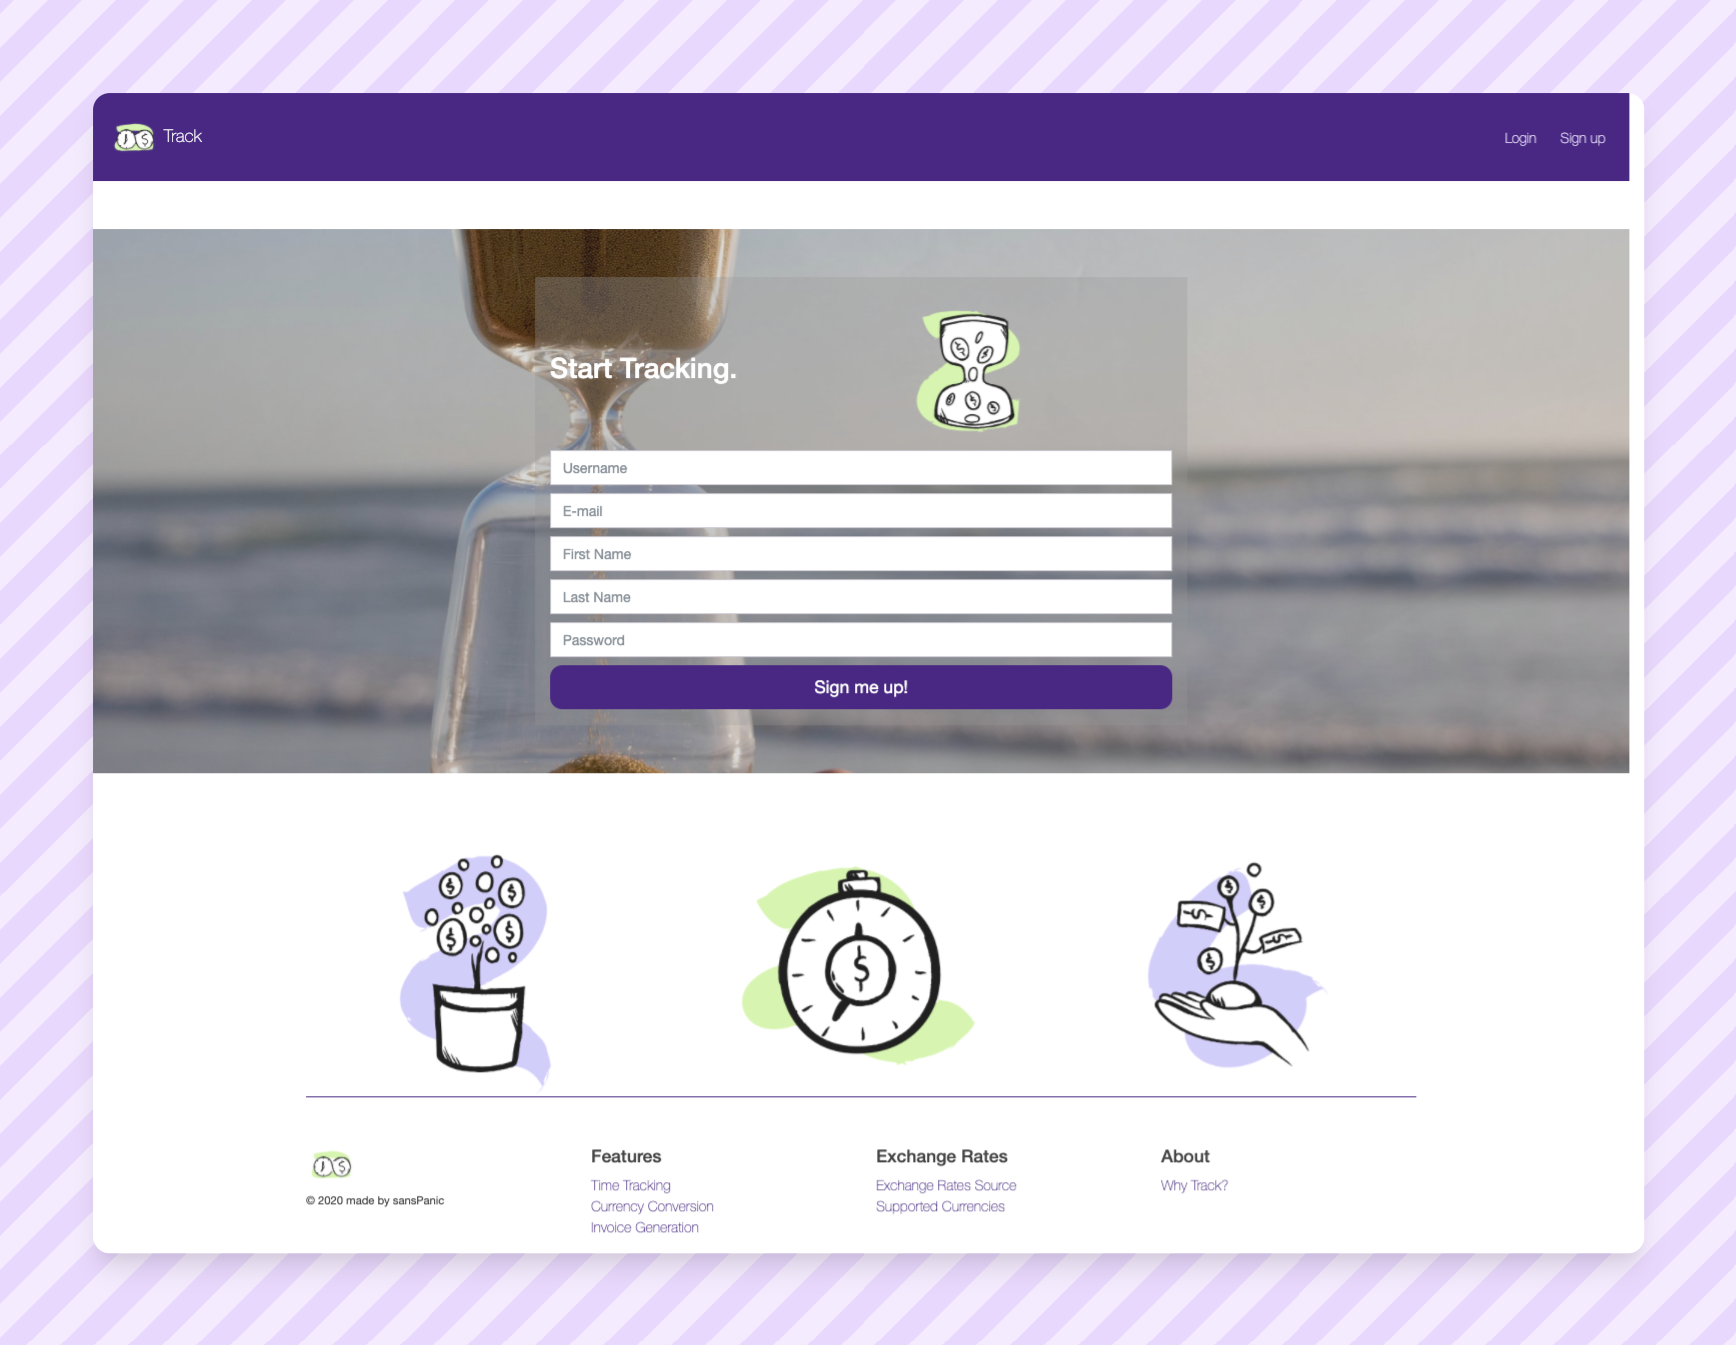 Track
Login
Sign up
Start Tracking.
Username
E-mail
First Name
Last Name
Password
Sign me up!
© 2020 made by sansPanic
Features
Time Tracking
Currency Conversion
Invoice Generation
Exchange Rates
Exchange Rates Source
Supported Currencies
About
Why Track?